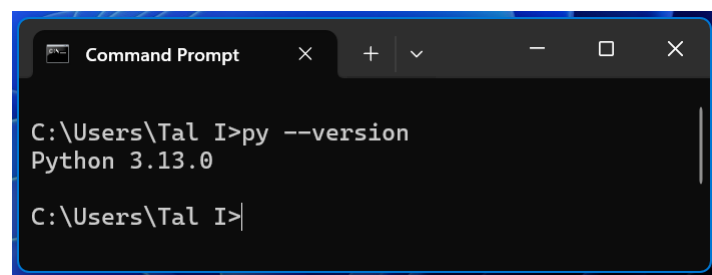 Command Prompt
C:\Users\Tal I>py --version
Python 3.13.0
C:\Users\Tal I>